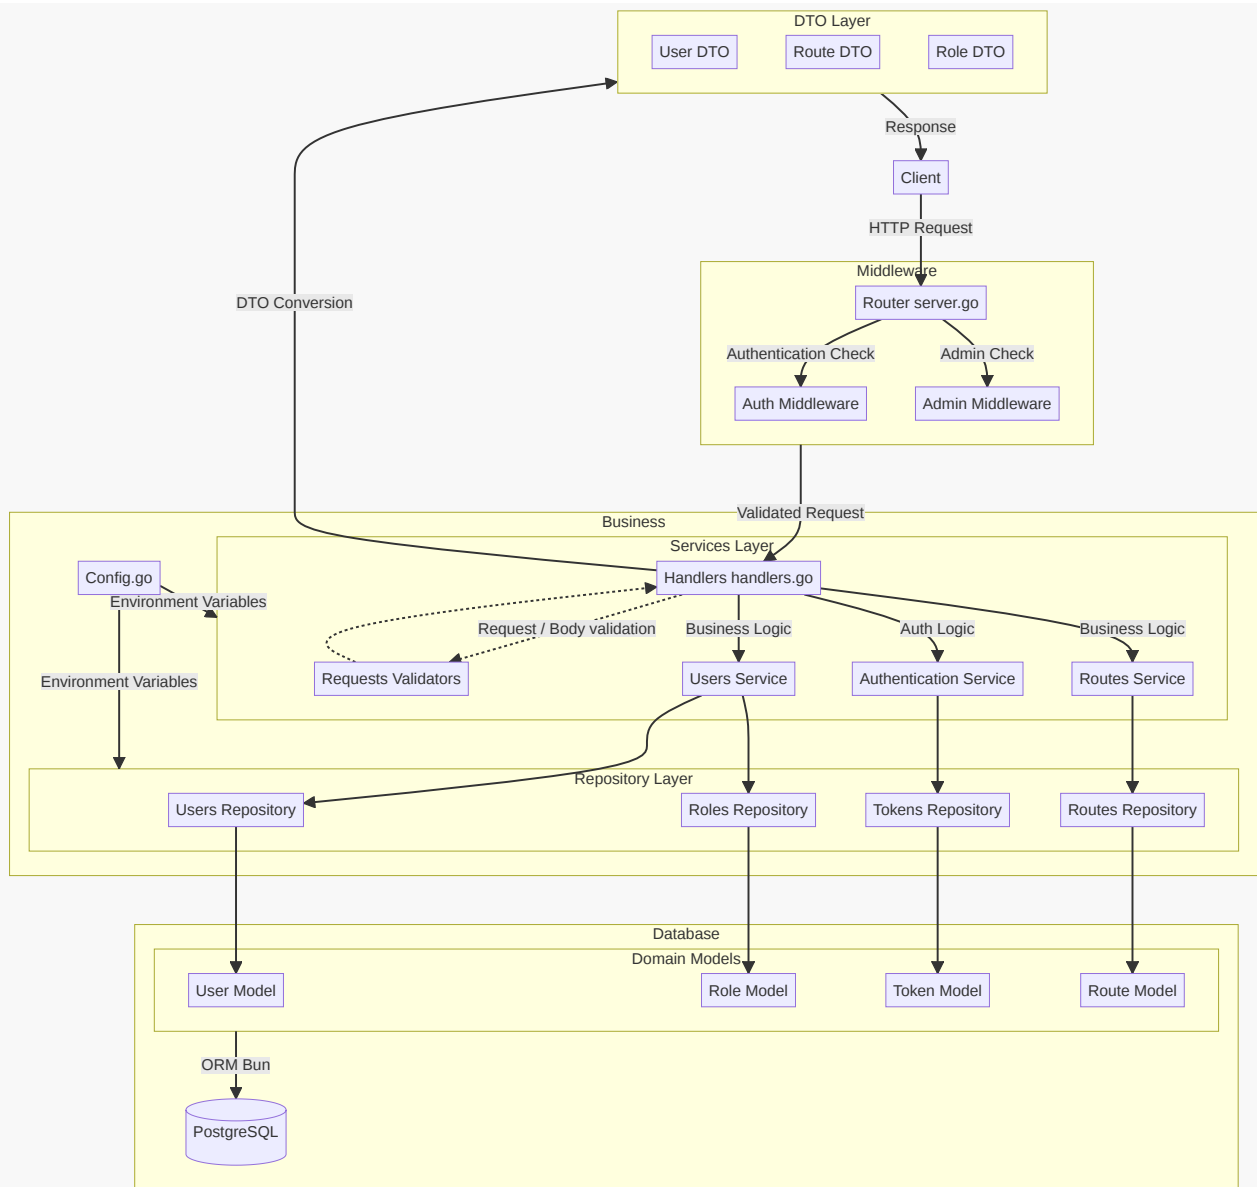 DTO Layer
User DTO
Route DTO
Role DTO
Response
Client
HTTP Request
DTO Conversion
Middleware
Router server.go
Authentication Check
Admin Check
Auth Middleware
Admin Middleware
Validated Request
Business
Services Layer
Config.go
Handlers handlers.go
Environment Variables
Request / Body validation
Business Logic
Auth Logic
Business Logic
Environment Variables
Requests Validators
Users Service
Authentication Service
Routes Service
Repository Layer
Users Repository
Roles Repository
Tokens Repository
Routes Repository
Database
Domain Models
User Model
Role Model
Token Model
Route Model
ORM Bun
PostgreSQL